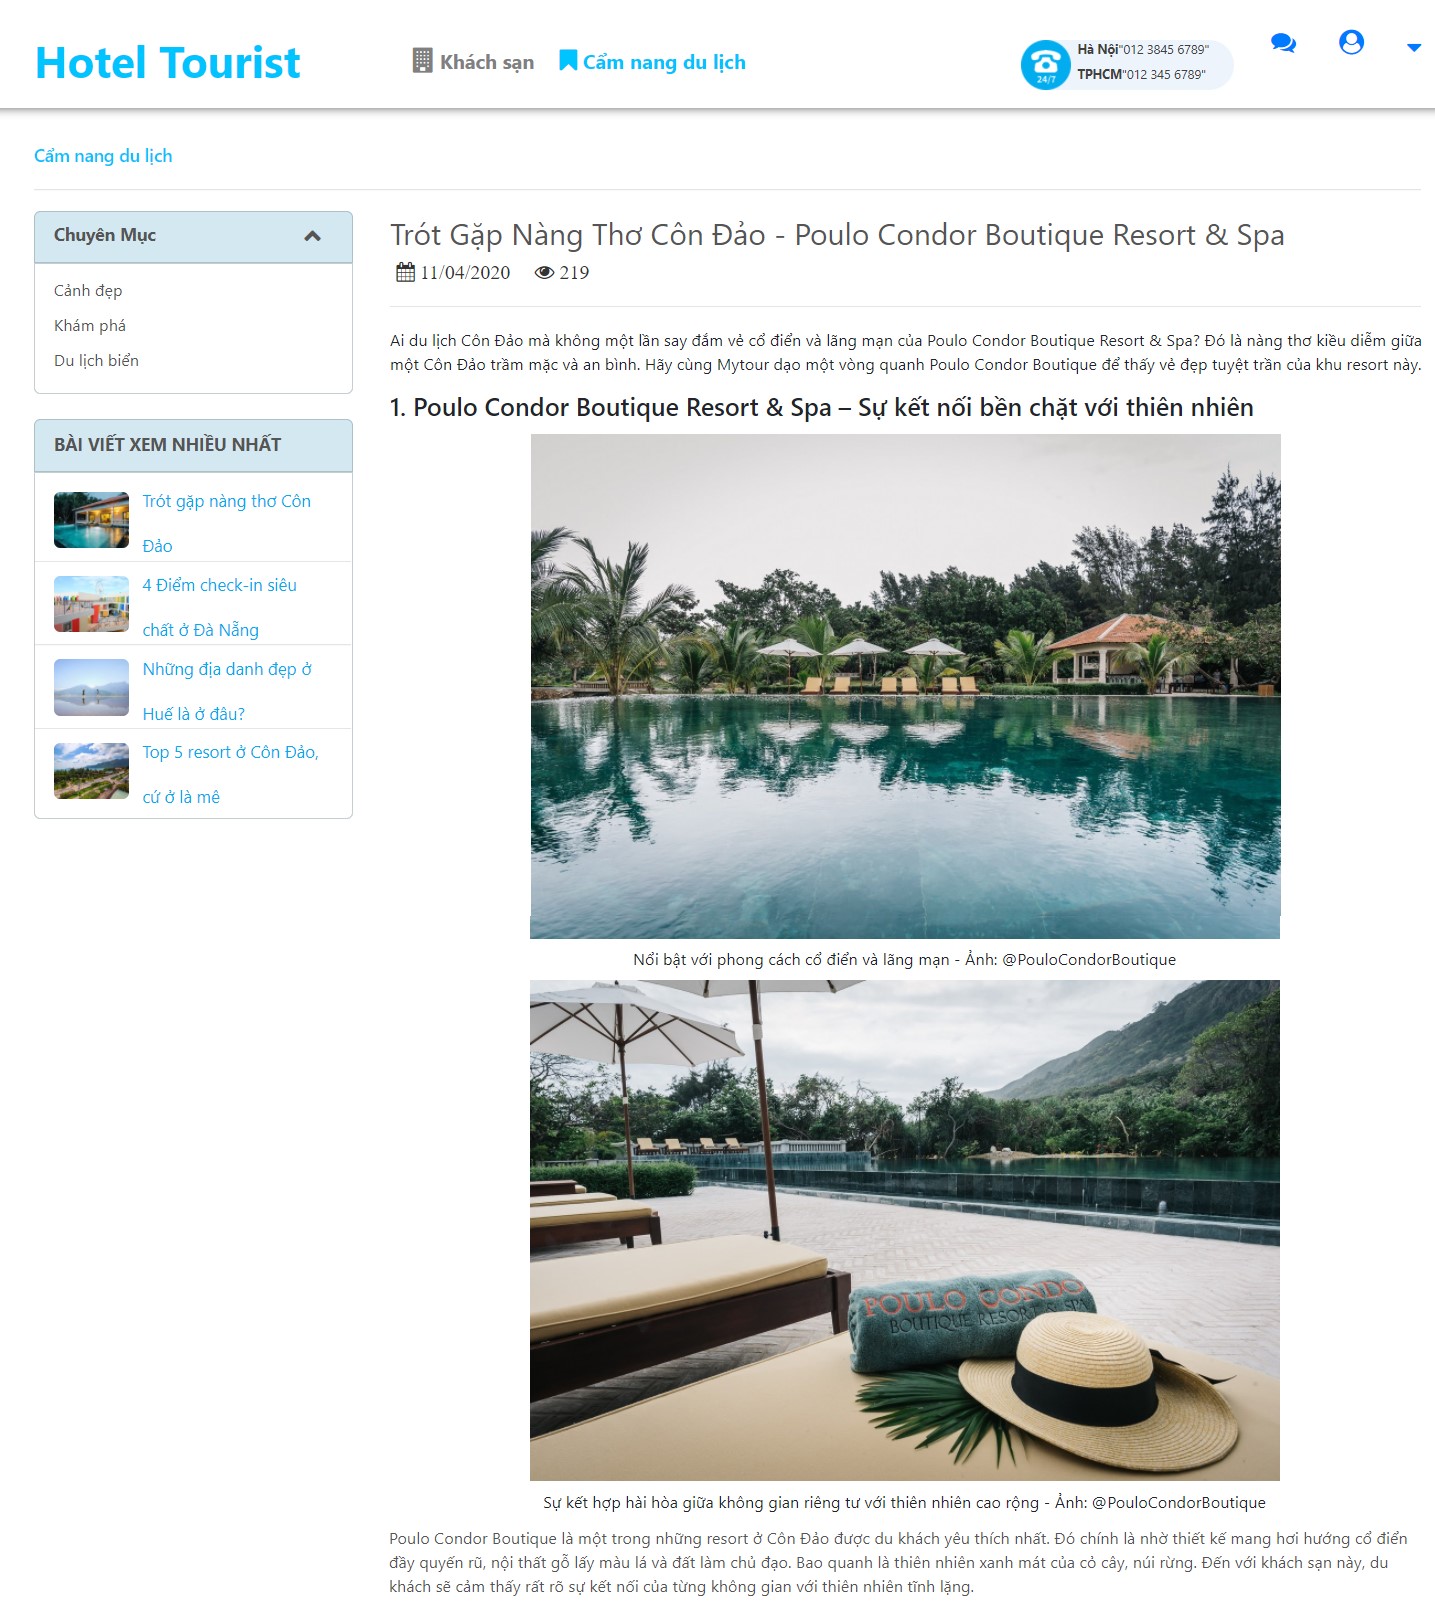 Hotel Tourist
Khách sạn
Cẩm nang du lịch
24/7
Hà Nội"012 3845 6789"
TPHCM"012 345 6789"
Cẩm nang du lịch
Chuyên Mục
Cảnh đẹp
Khám phá
Du lịch biển
BÀI VIẾT XEM NHIỀU NHẤT
Trót gặp nàng thơ Côn
Đảo
4 Điểm check-in siêu
chất ở Đà Nẵng
Những địa danh đẹp ở
Huế là ở đâu?
Top 5 resort ở Côn Đảo,
cứ ở là mê
Trót Gặp Nàng Thơ Côn Đảo - Poulo Condor Boutique Resort & Spa
11/04/2020 219
Ai du lịch Côn Đảo mà không một lần say đắm vẻ cổ điển và lãng mạn của Poulo Condor Boutique Resort & Spa? Đó là nàng thơ kiều diễm giữa
một Côn Đảo trầm mặc và an bình. Hãy cùng Mytour dạo một vòng quanh Poulo Condor Boutique để thấy vẻ đẹp tuyệt trần của khu resort này.
1. Poulo Condor Boutique Resort & Spa – Sự kết nối bền chặt với thiên nhiên
Nổi bật với phong cách cổ điển và lãng mạn - Ảnh: @PouloCondorBoutique
POULO CONDO
BOUTIQUE RESORT & SPA
Sự kết hợp hài hòa giữa không gian riêng tư với thiên nhiên cao rộng - Ảnh: @PouloCondorBoutique
Poulo Condor Boutique là một trong những resort ở Côn Đảo được du khách yêu thích nhất. Đó chính là nhờ thiết kế mang hơi hướng cổ điển
đầy quyến rũ, nội thất gỗ lấy màu lá và đất làm chủ đạo. Bao quanh là thiên nhiên xanh mát của cỏ cây, núi rừng. Đến với khách sạn này, du
khách sẽ cảm thấy rất rõ sự kết nối của từng không gian với thiên nhiên tĩnh lặng.